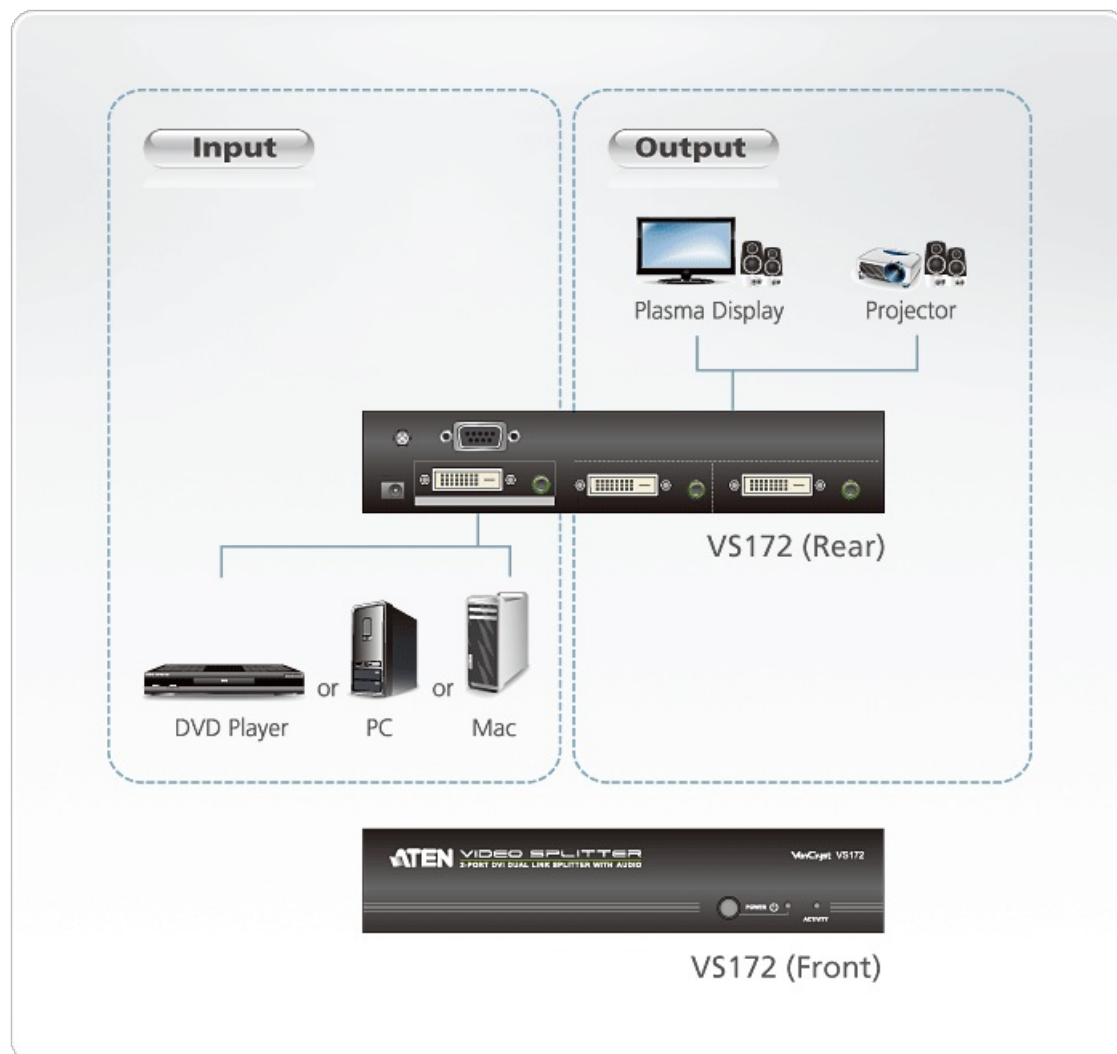 Input
Output
Plasma Display
Projector
VS172 (Rear)
or
or
DVD Player
PC
Mac
ATEN VIDEO SPLITTER
2-PORT DVI DUAL LINK SPLITTER WITH AUDIO
VanCryst VS172
POWER
ACTIVITY
VS172 (Front)